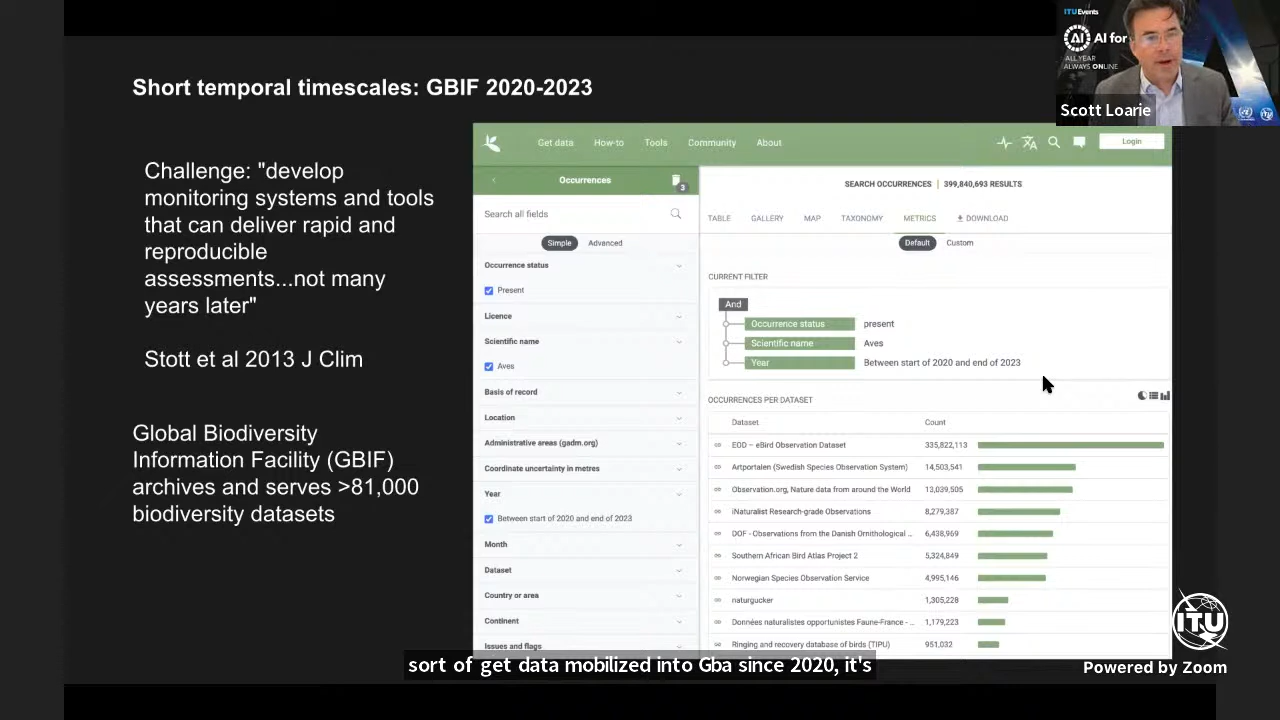 Short temporal timescales: GBIF 2020-2023
Challenge: "develop
monitoring systems and tools
that can deliver rapid and
reproducible
assessments...not many
years later"
Stott et al 2013 J Clim
Global Biodiversity
Information Facility (GBIF)
archives and serves >81,000
biodiversity datasets
Get data How-to Tools Community About
Login
Occurrences
3
Search all fields
Simple Advanced
Occurrence status
Present
Licence
Scientific name
Aves
Basis of record
Location
Administrative areas (gadm.org)
Coordinate uncertainty in metres
Year
Between start of 2020 and end of 2023
Month
Dataset
Country or area
Continent
Issues and flags
SEARCH OCCURRENCES | 399,840,693 RESULTS
TABLE GALLERY MAP TAXONOMY METRICS DOWNLOAD
Default Custom
CURRENT FILTER
And
Occurrence status present
Scientific name Aves
Year Between start of 2020 and end of 2023
OCCURRENCES PER DATASET
Dataset Count
EOD – eBird Observation Dataset 335,822,113
Artportalen (Swedish Species Observation System) 14,503,541
Observation.org, Nature data from around the World 13,039,505
iNaturalist Research-grade Observations 8,279,387
DOF - Observations from the Danish Ornithological ... 6,438,969
Southern African Bird Atlas Project 2 5,324,849
Norwegian Species Observation Service 4,995,146
naturgucker 1,305,228
Données naturalistes opportunistes Faune-France - ... 1,179,223
Ringing and recovery database of birds (TIPU) 951,032
ITUEvents
AI AI for
ALL YEAR
ALWAYS ONLINE
Scott Loarie
sort of get data mobilized into Gba since 2020, it's
ITU
Powered by Zoom